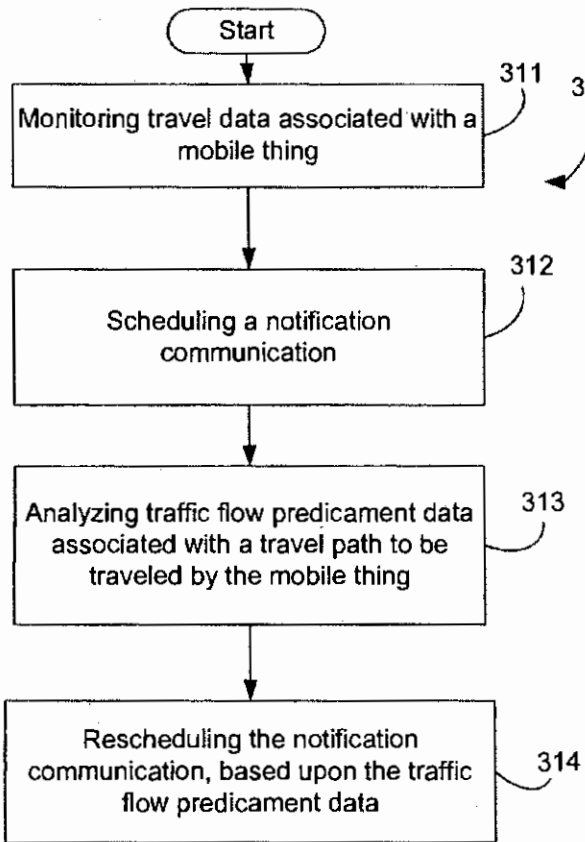 Start
311
3
Monitoring travel data associated with a
mobile thing
312
Scheduling a notification
communication
313
Analyzing traffic flow predicament data
associated with a travel path to be
traveled by the mobile thing
Rescheduling the notification
communication, based upon the traffic
flow predicament data
314